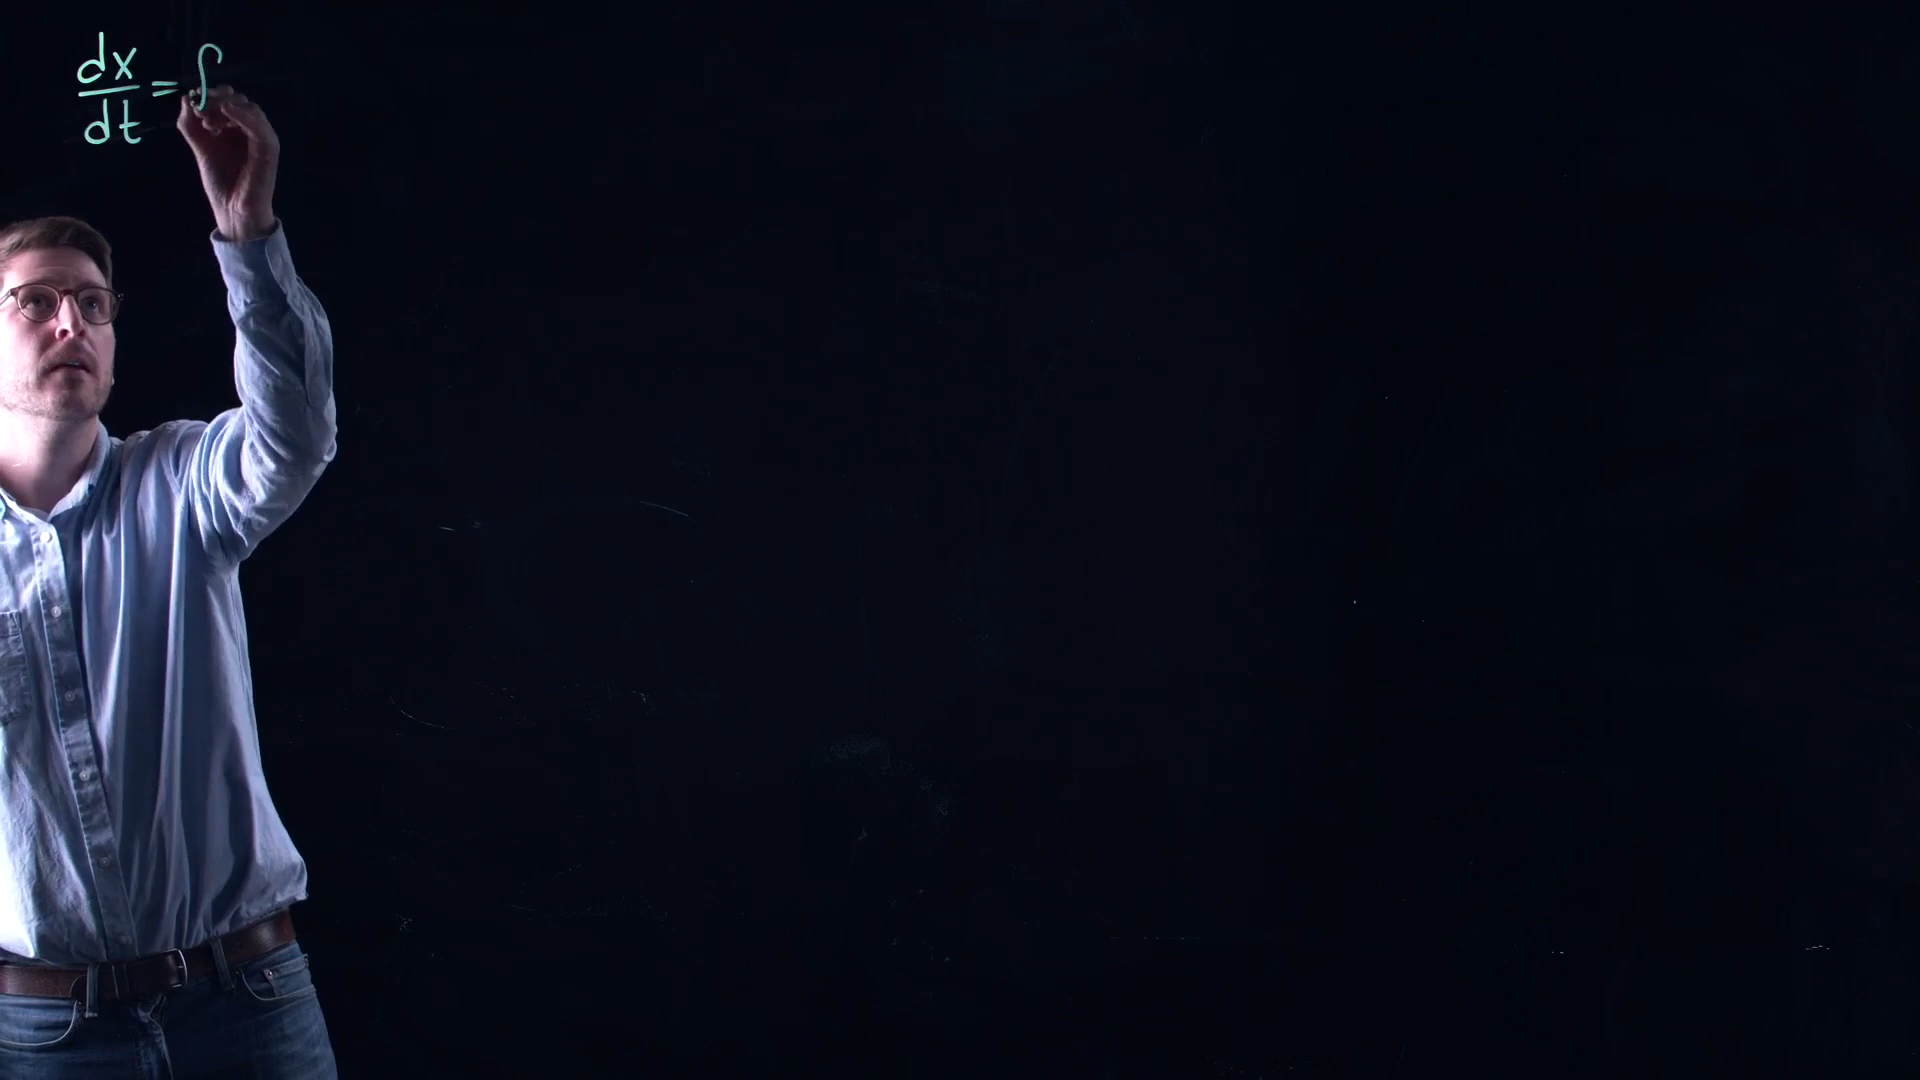 dx/dt = ∫